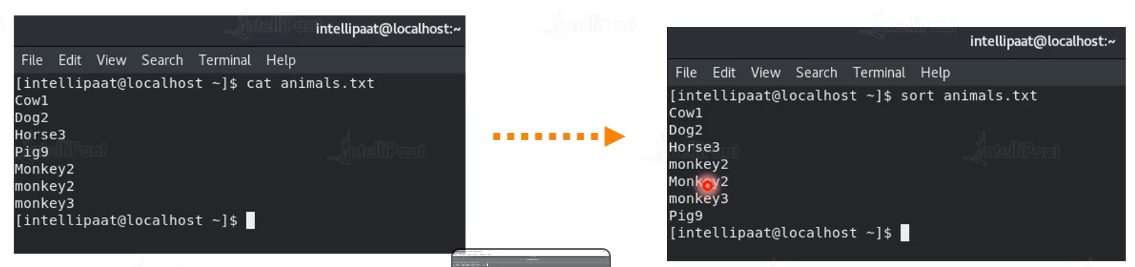 intellipaat@localhost:~
File Edit View Search Terminal Help
[intellipaat@localhost ~]$ cat animals.txt
Cow1
Dog2
Horse3
Pig9
Monkey2
monkey2
monkey3
[intellipaat@localhost ~]$
intellipaat@localhost:~
File Edit View Search Terminal Help
[intellipaat@localhost ~]$ sort animals.txt
Cow1
Dog2
Horse3
monkey2
Monkey2
monkey3
Pig9
[intellipaat@localhost ~]$